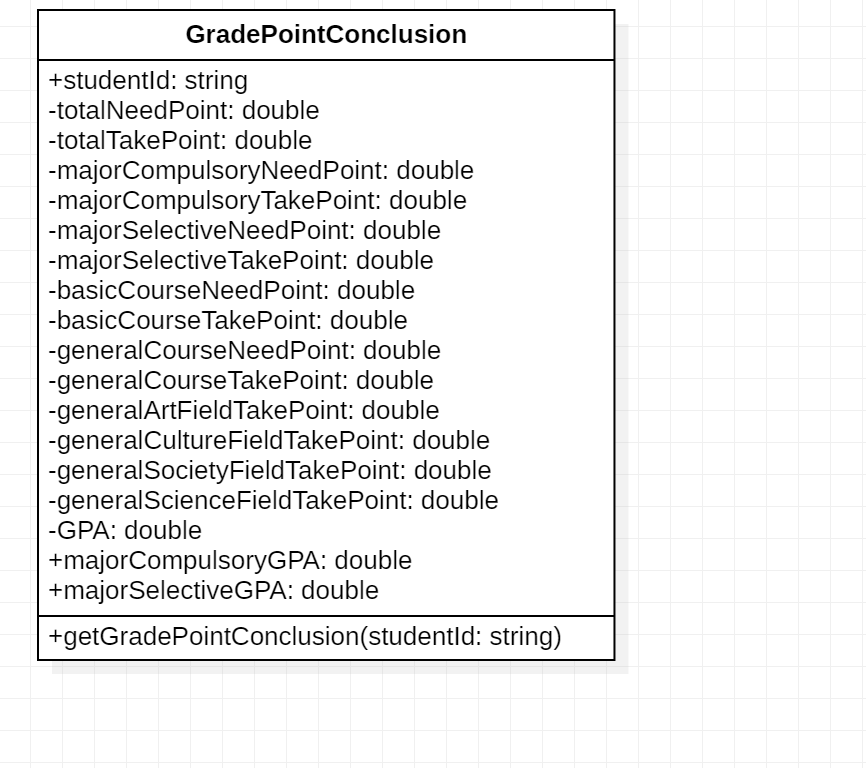 GradePointConclusion
+studentId: string
-totalNeedPoint: double
-totalTakePoint: double
-majorCompulsoryNeedPoint: double
-majorCompulsoryTakePoint: double
-majorSelectiveNeedPoint: double
-majorSelectiveTakePoint: double
-basicCourseNeedPoint: double
-basicCourseTakePoint: double
-generalCourseNeedPoint: double
-generalCourseTakePoint: double
-generalArtFieldTakePoint: double
-generalCultureFieldTakePoint: double
-generalSocietyFieldTakePoint: double
-generalScienceFieldTakePoint: double
-GPA: double
+majorCompulsoryGPA: double
+majorSelectiveGPA: double
+getGradePointConclusion(studentId: string)